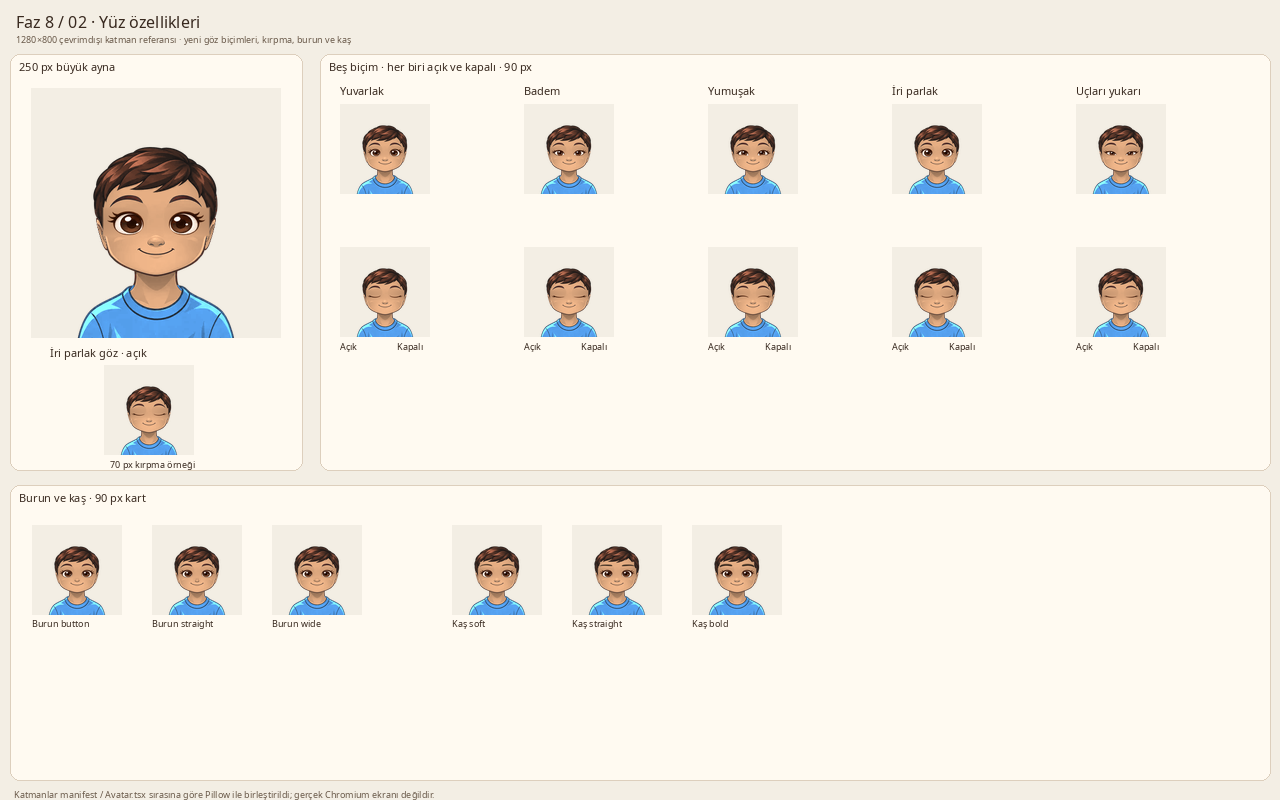 Faz 8 / 02 · Yüz özellikleri
1280×800 çevrimdışı katman referansı · yeni göz biçimleri, kırpma, burun ve kaş
250 px büyük ayna
İri parlak göz · açık
70 px kırpma örneği
Beş biçim · her biri açık ve kapalı · 90 px
Yuvarlak Badem Yumuşak İri parlak Uçları yukarı
Açık Kapalı Açık Kapalı Açık Kapalı Açık Kapalı Açık Kapalı
Burun ve kaş · 90 px kart
Burun button Burun straight Burun wide Kaş soft Kaş straight Kaş bold
Katmanlar manifest / Avatar.tsx sırasına göre Pillow ile birleştirildi; gerçek Chromium ekranı değildir.